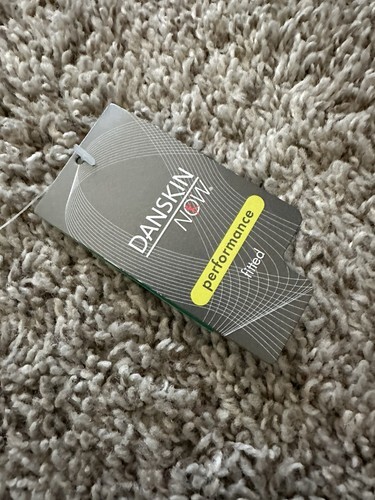 DANSKIN
NOW®
performance
fitted